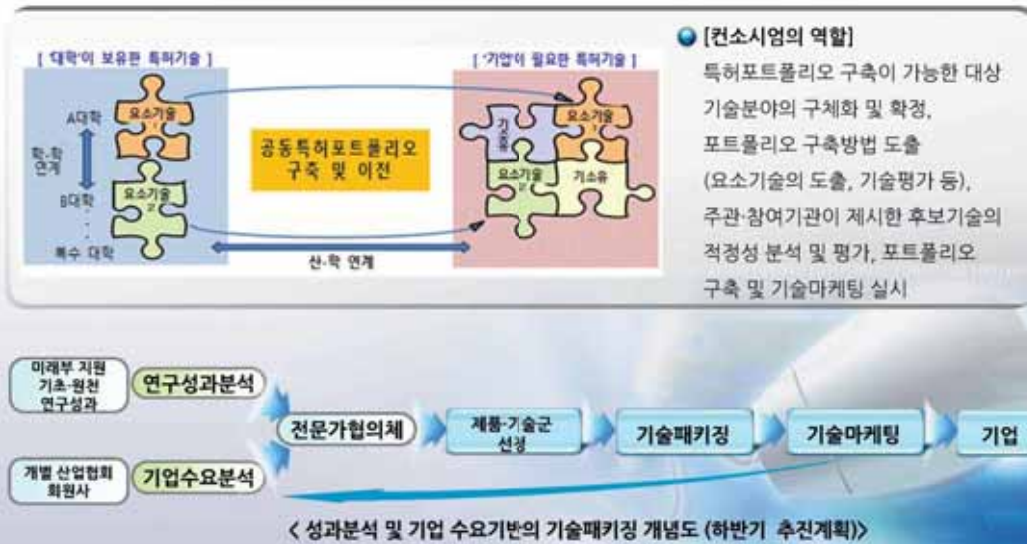 [ '대학'이 보유한 특허기술 ]
[ '기업'이 필요한 특허기술 ]
A대학
학-학
연계
B대학
복수 대학
요소기술
1
요소기술
2
공동특허포트폴리오
구축 및 이전
기소유
요소기술
1
요소기술
2
기소유
산-학 연계
[컨소시엄의 역할]
특허포트폴리오 구축이 가능한 대상
기술분야의 구체화 및 확정,
포트폴리오 구축방법 도출
(요소기술의 도출, 기술평가 등),
주관·참여기관이 제시한 후보기술의
적정성 분석 및 평가, 포트폴리오
구축 및 기술마케팅 실시
미래부 지원
기초·원천
연구성과
연구성과분석
개별 산업협회
회원사
기업수요분석
전문가협의체
제품·기술군
선정
기술패키징
기술마케팅
기업
< 성과분석 및 기업 수요기반의 기술패키징 개념도 (하반기 추진계획)>